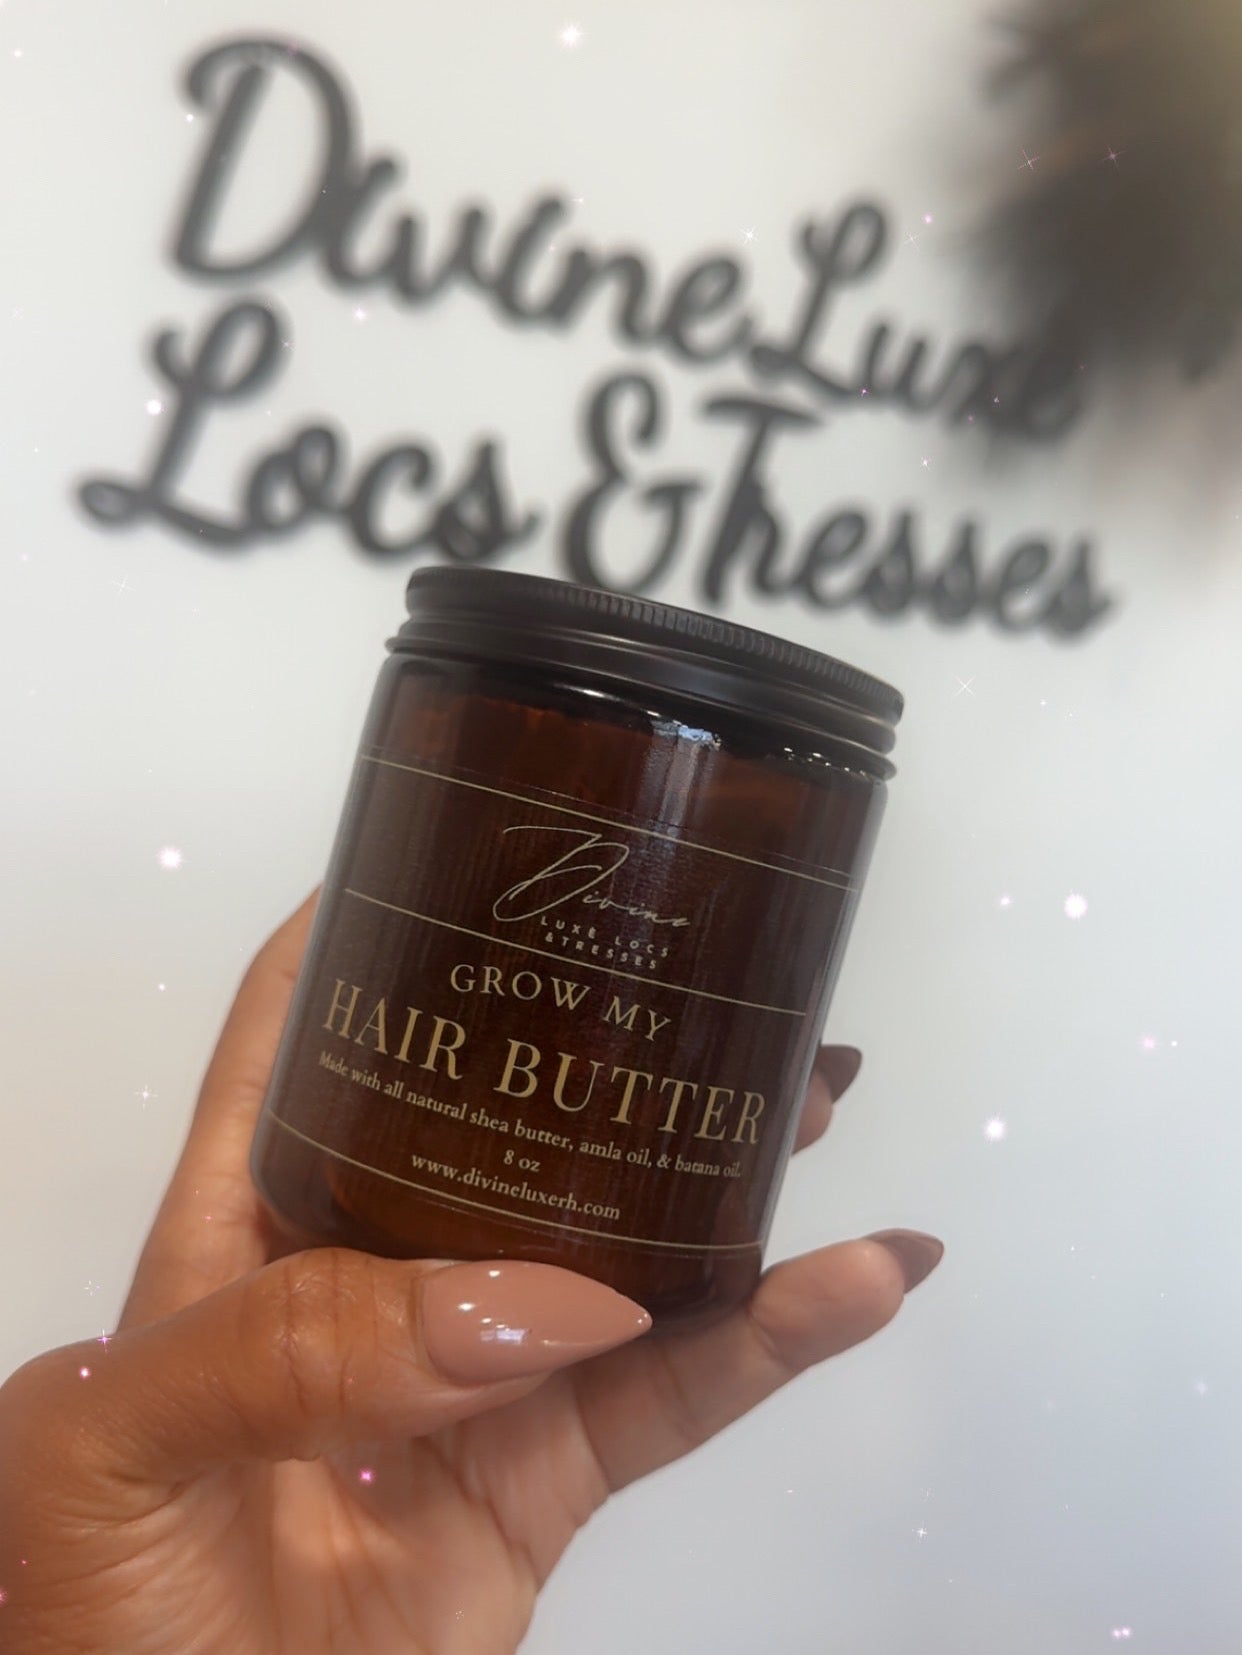 Divine Luxe
Locs & Tresses
Divine
LUXE LOCS
& TRESSES
GROW MY
HAIR BUTTER
Made with all natural shea butter, amla oil, & batana oil.
8 oz
www.divineluxerh.com